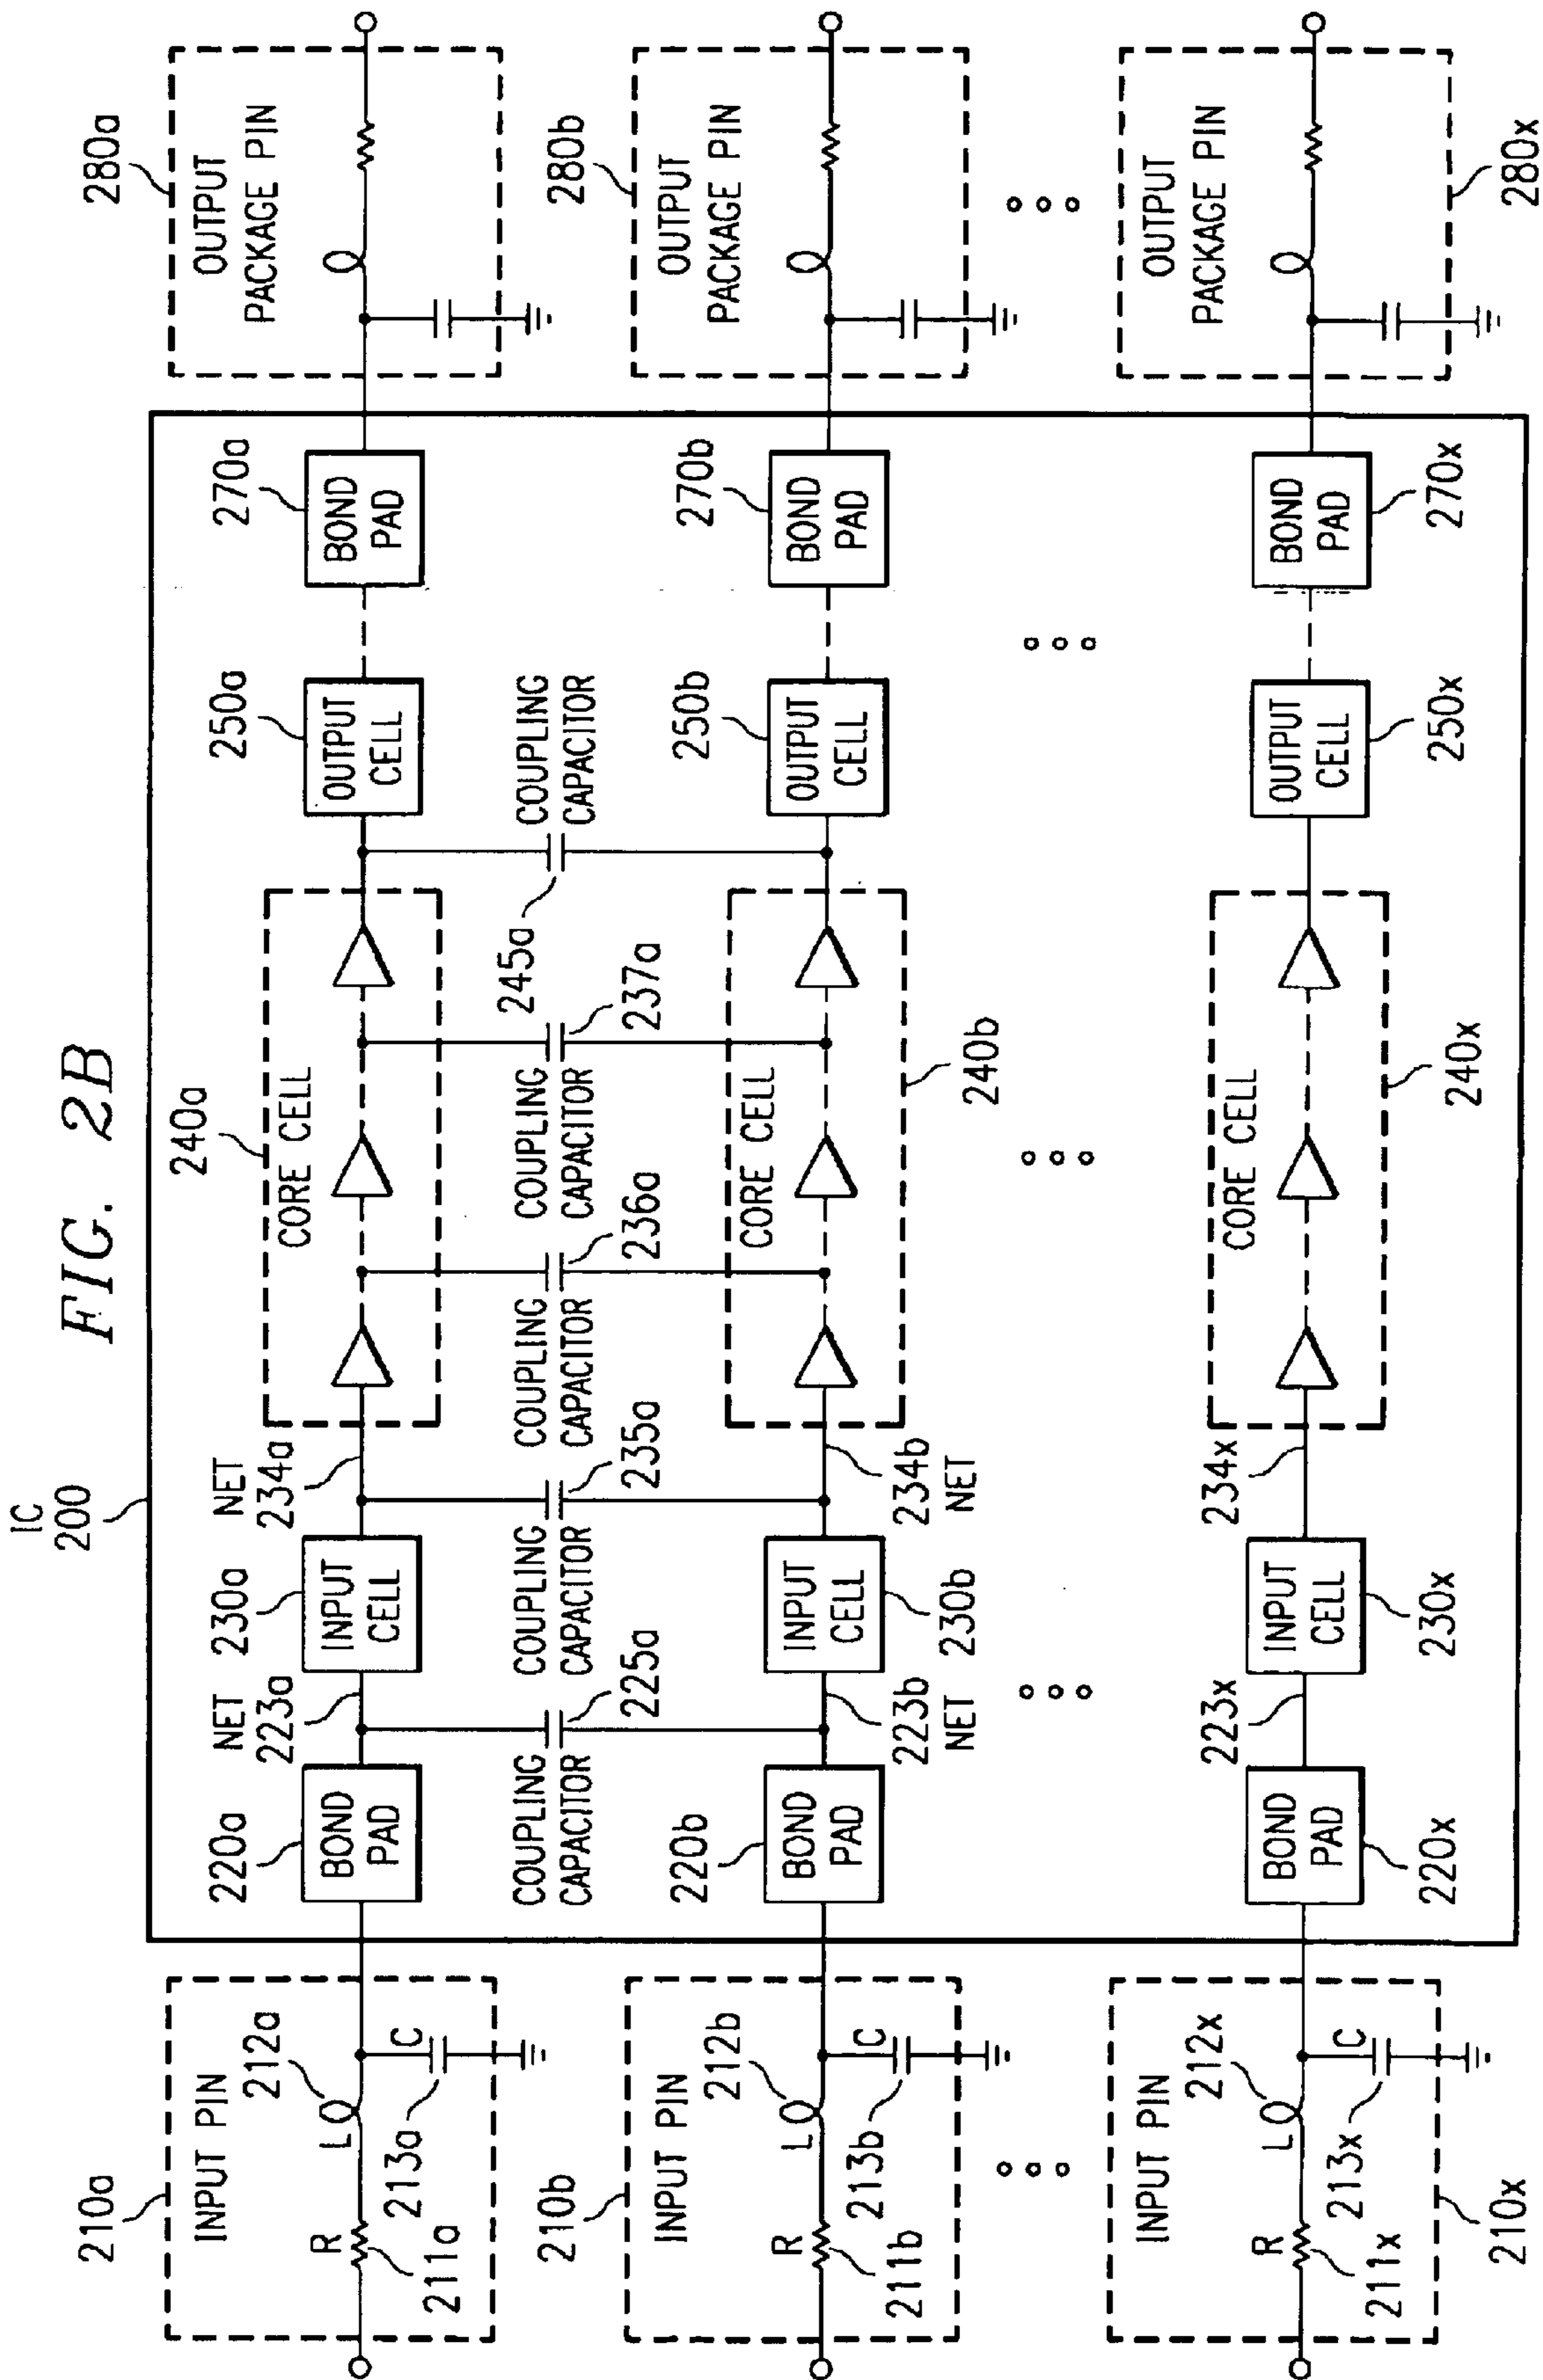 FIG. 2B
IC
200
210a
INPUT PIN
R
211a
L
212a
213a
C
220a
BOND
PAD
NET
223a
230a
INPUT
CELL
NET
234a
240a
CORE CELL
250a
OUTPUT
CELL
270a
BOND
PAD
280a
OUTPUT
PACKAGE PIN
COUPLING
CAPACITOR
225a
COUPLING
CAPACITOR
235a
COUPLING
CAPACITOR
236a
COUPLING
CAPACITOR
237a
245a
COUPLING
CAPACITOR
210b
INPUT PIN
R
211b
L
212b
213b
C
220b
BOND
PAD
223b
NET
INPUT
CELL
230b
234b
NET
CORE CELL
240b
250b
OUTPUT
CELL
270b
BOND
PAD
280b
OUTPUT
PACKAGE PIN
INPUT PIN
R
211x
L
212x
213x
C
210x
BOND
PAD
220x
223x
INPUT
CELL
230x
234x
CORE CELL
240x
OUTPUT
CELL
250x
BOND
PAD
270x
OUTPUT
PACKAGE PIN
280x